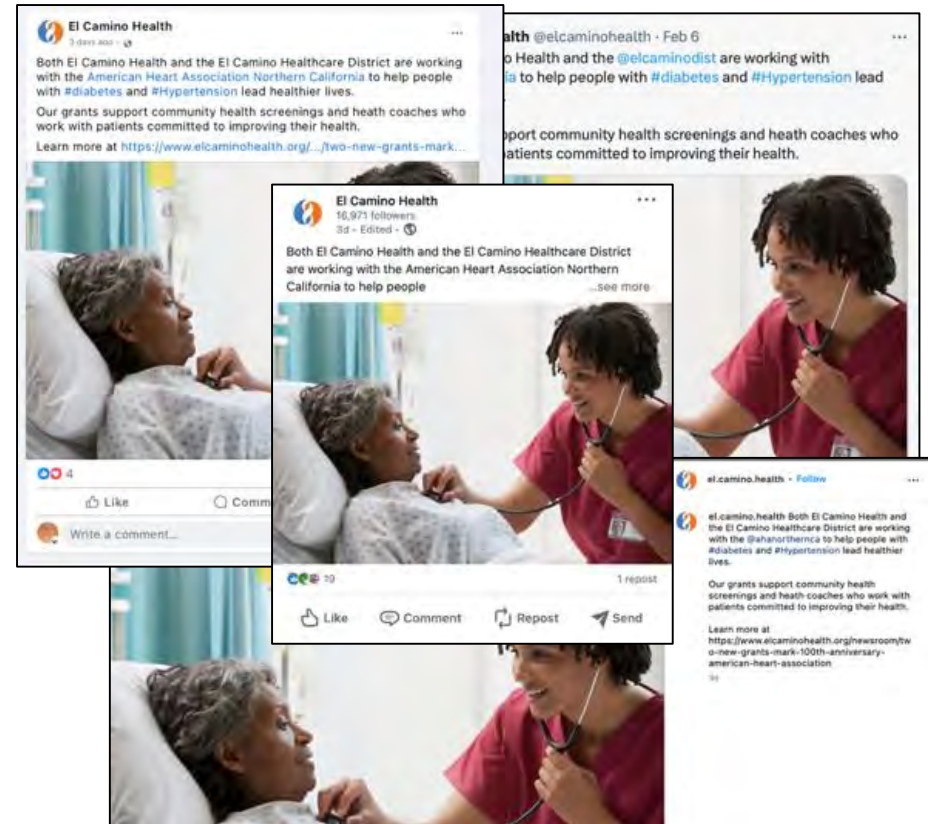 El Camino Health
3 days ago ·
Both El Camino Health and the El Camino Healthcare District are working
with the American Heart Association Northern California to help people
with #diabetes and #Hypertension lead healthier lives.
Our grants support community health screenings and heath coaches who
work with patients committed to improving their health.
Learn more at https://www.elcaminohealth.org/.../two-new-grants-mark...
4
Like
Comm
Write a comment...
alth @elcaminohealth · Feb 6
o Health and the @elcaminodist are working with
ia to help people with #diabetes and #Hypertension lead
pport community health screenings and heath coaches who
patients committed to improving their health.
El Camino Health
16,971 followers
3d · Edited ·
Both El Camino Health and the El Camino Healthcare District
are working with the American Heart Association Northern
California to help people
...see more
19
1 repost
Like
Comment
Repost
Send
el.camino.health · Follow
el.camino.health Both El Camino Health and
the El Camino Healthcare District are working
with the @ahanorthernca to help people with
#diabetes and #Hypertension lead healthier
lives.
Our grants support community health
screenings and heath coaches who work with
patients committed to improving their health.
Learn more at
https://www.elcaminohealth.org/newsroom/tw
o-new-grants-mark-100th-anniversary-
american-heart-association